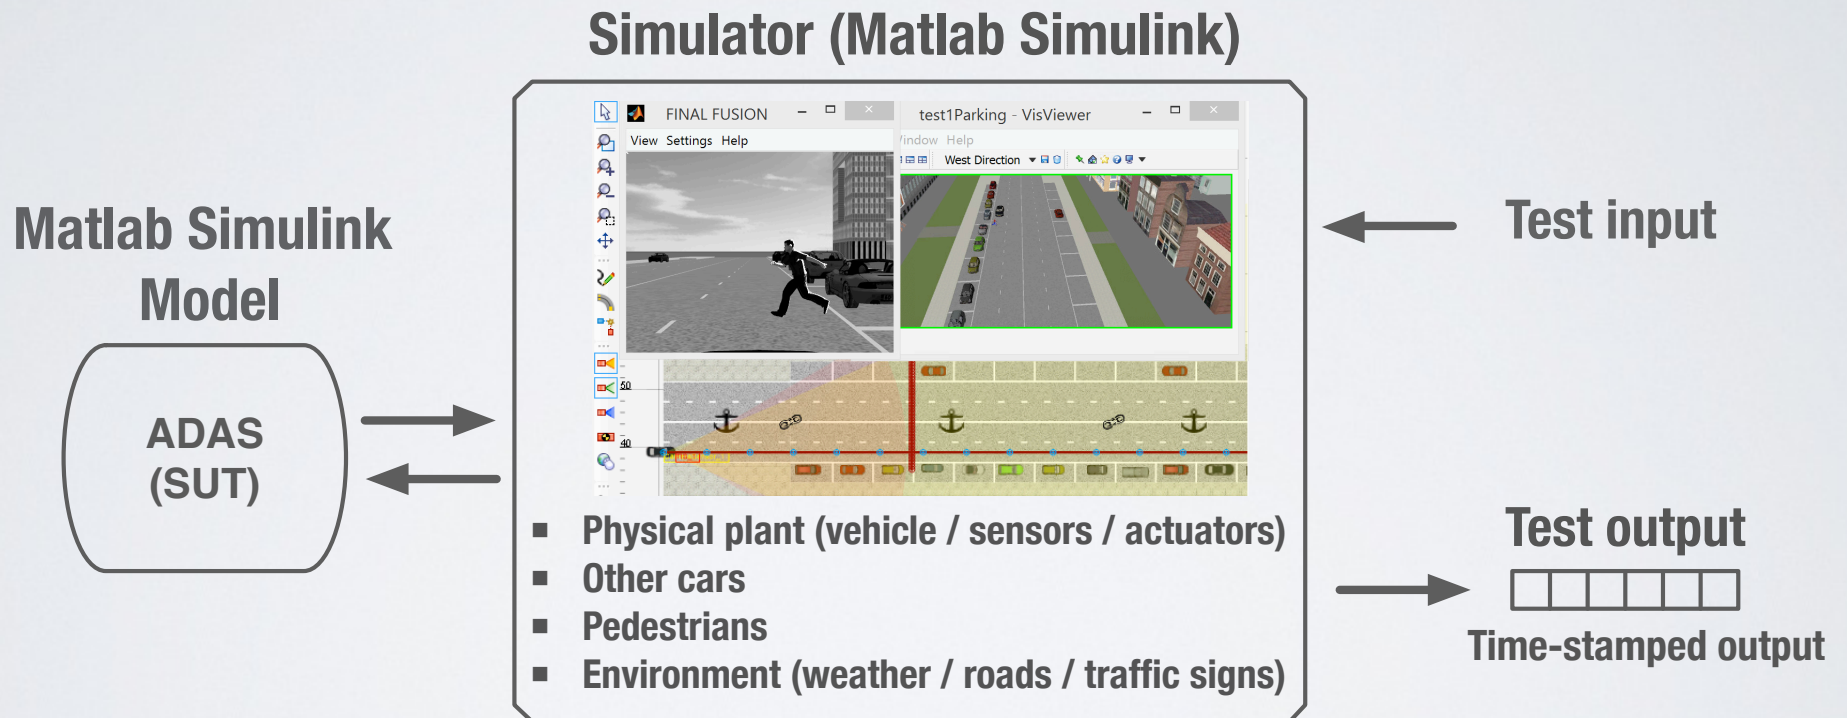 Simulator (Matlab Simulink)
Matlab Simulink
Model
ADAS
(SUT)
FINAL FUSION
View Settings Help
test1Parking - VisViewer
Window Help
West Direction
50
40
▪ Physical plant (vehicle / sensors / actuators)
▪ Other cars
▪ Pedestrians
▪ Environment (weather / roads / traffic signs)
Test input
Test output
Time-stamped output